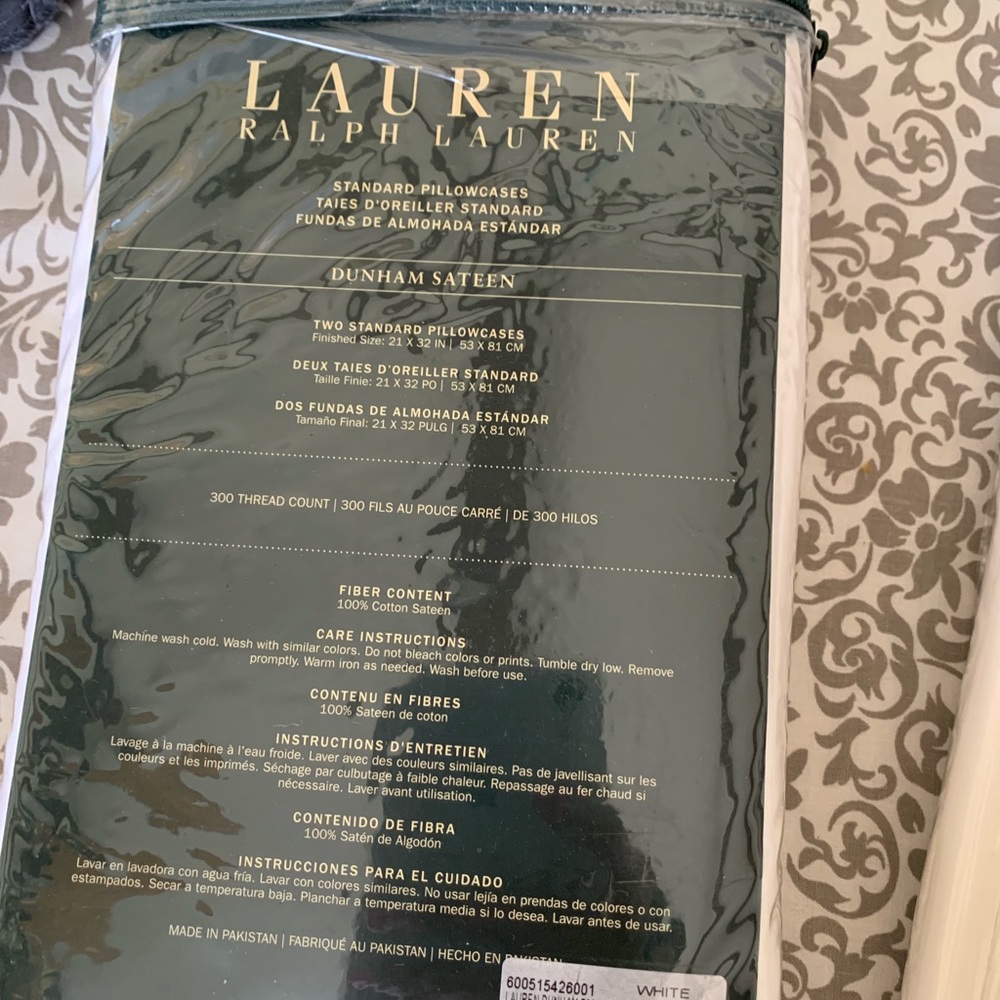 LAUREN
RALPH LAUREN
STANDARD PILLOWCASES
TAIES D'OREILLER STANDARD
FUNDAS DE ALMOHADA ESTÁNDAR
DUNHAM SATEEN
TWO STANDARD PILLOWCASES
Finished Size: 21 X 32 IN | 53 X 81 CM
DEUX TAIES D'OREILLER STANDARD
Taille Finie: 21 X 32 PO | 53 X 81 CM
DOS FUNDAS DE ALMOHADA ESTÁNDAR
Tamaño Final: 21 X 32 PULG | 53 X 81 CM
300 THREAD COUNT | 300 FILS AU POUCE CARRÉ | DE 300 HILOS
FIBER CONTENT
100% Cotton Sateen
CARE INSTRUCTIONS
Machine wash cold. Wash with similar colors. Do not bleach colors or prints. Tumble dry low. Remove
promptly. Warm iron as needed. Wash before use.
CONTENU EN FIBRES
100% Sateen de coton
INSTRUCTIONS D'ENTRETIEN
Lavage à la machine à l'eau froide. Laver avec des couleurs similaires. Pas de javellisant sur les
couleurs et les imprimés. Séchage par culbutage à faible chaleur. Repassage au fer chaud si
nécessaire. Laver avant utilisation.
CONTENIDO DE FIBRA
100% Satén de Algodón
INSTRUCCIONES PARA EL CUIDADO
Lavar en lavadora con agua fría. Lavar con colores similares. No usar lejía en prendas de colores o con
estampados. Secar a temperatura baja. Planchar a temperatura media si lo desea. Lavar antes de usar.
MADE IN PAKISTAN | FABRIQUÉ AU PAKISTAN | HECHO EN PAKISTAN
600515426001 WHITE
LAUREN DUNHAM